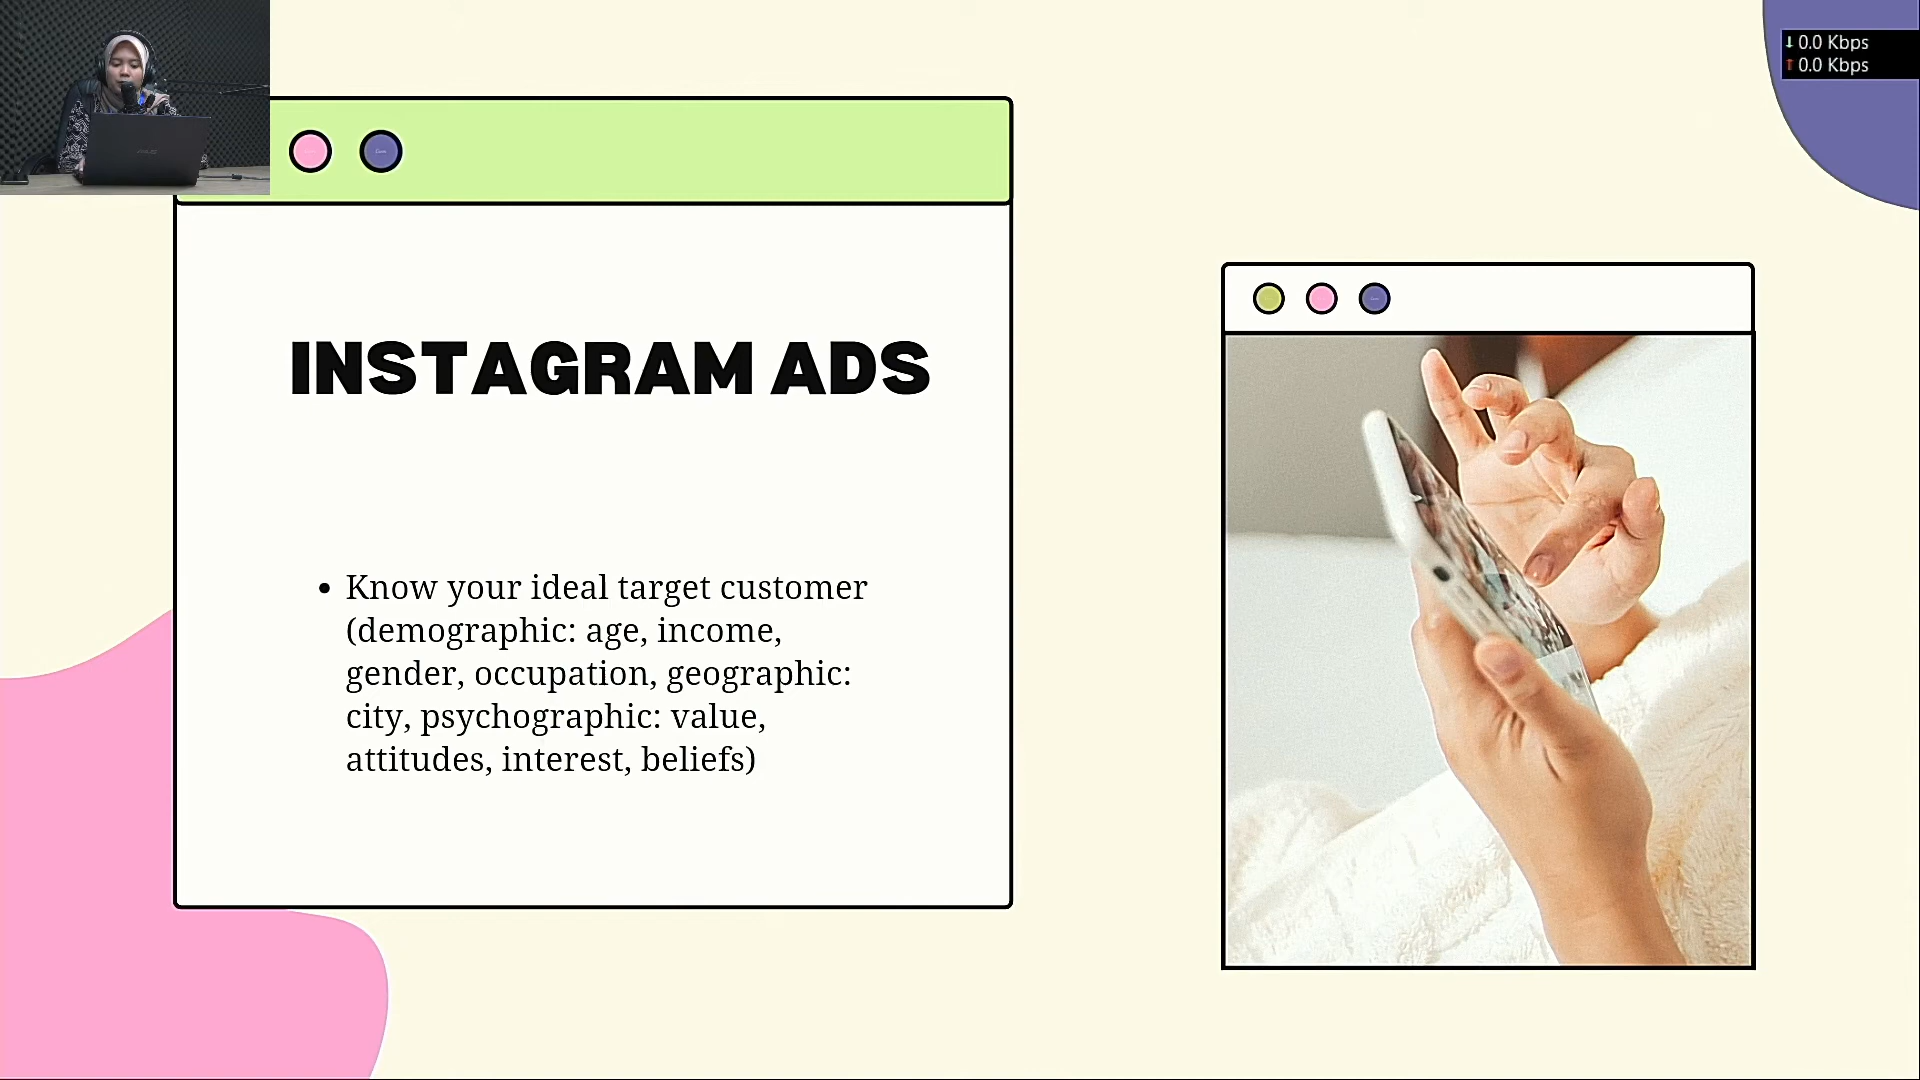 ↓ 0.0 Kbps
↑ 0.0 Kbps
INSTAGRAM ADS
• Know your ideal target customer
(demographic: age, income,
gender, occupation, geographic:
city, psychographic: value,
attitudes, interest, beliefs)